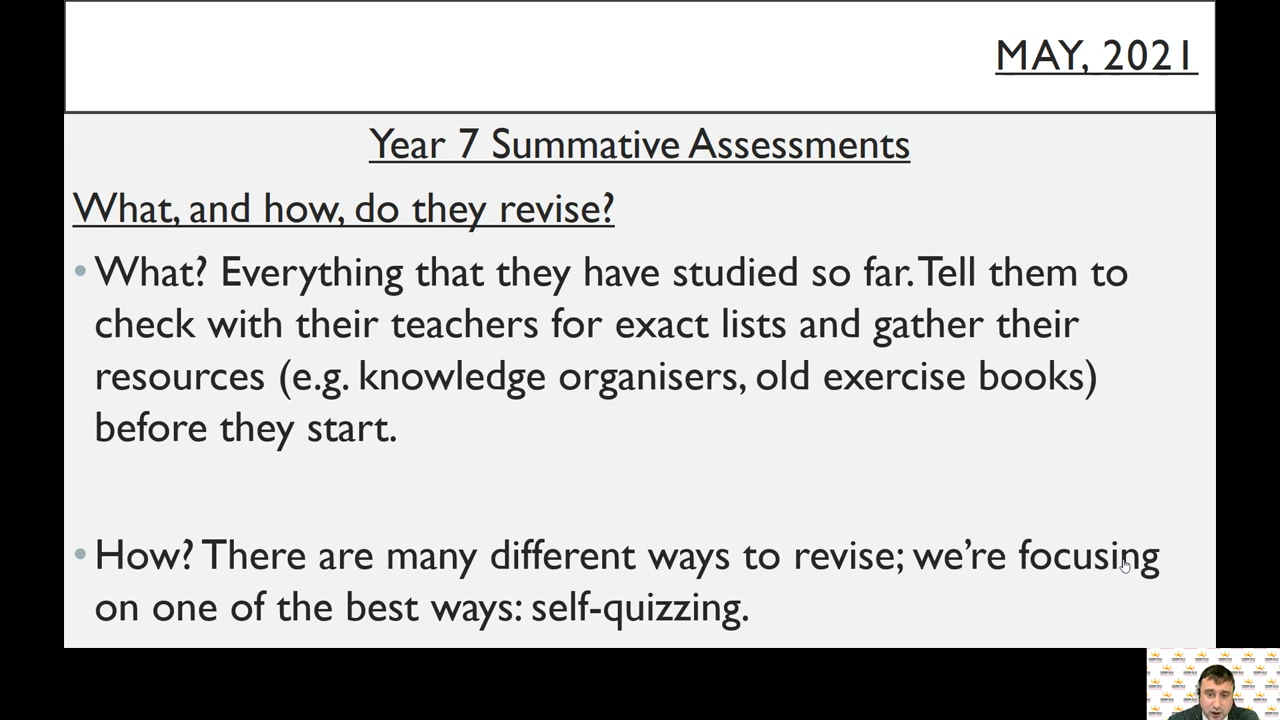 MAY, 2021
Year 7 Summative Assessments
What, and how, do they revise?
• What? Everything that they have studied so far. Tell them to
check with their teachers for exact lists and gather their
resources (e.g. knowledge organisers, old exercise books)
before they start.
• How? There are many different ways to revise; we’re focusing
on one of the best ways: self-quizzing.